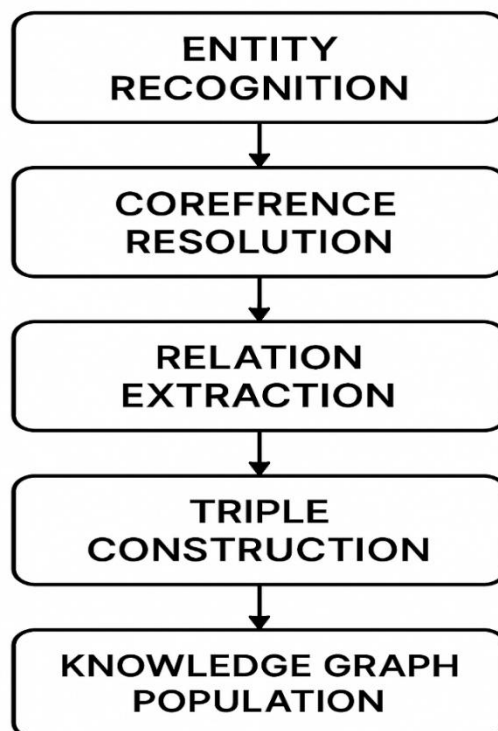 ENTITY
RECOGNITION
COREFRENCE
RESOLUTION
RELATION
EXTRACTION
TRIPLE
CONSTRUCTION
KNOWLEDGE GRAPH
POPULATION